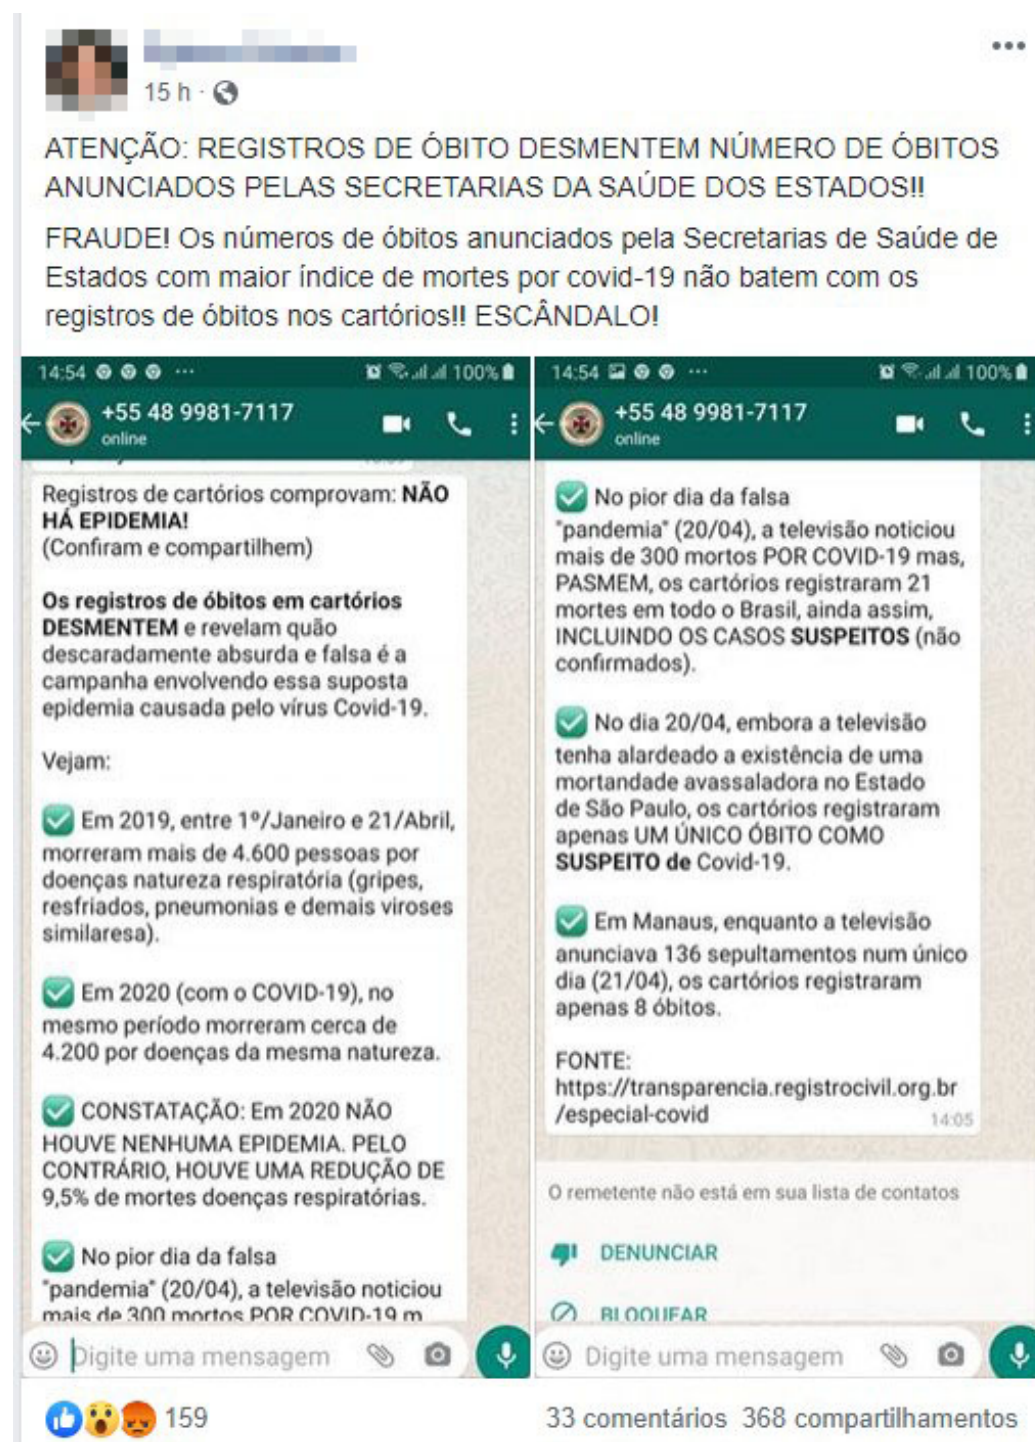 15 h
ATENÇÃO: REGISTROS DE ÓBITO DESMENTEM NÚMERO DE ÓBITOS
ANUNCIADOS PELAS SECRETARIAS DA SAÚDE DOS ESTADOS!!
FRAUDE! Os números de óbitos anunciados pela Secretarias de Saúde de
Estados com maior índice de mortes por covid-19 não batem com os
registros de óbitos nos cartórios!! ESCÂNDALO!
14:54 100%
+55 48 9981-7117
online
Registros de cartórios comprovam: NÃO
HÁ EPIDEMIA!
(Confiram e compartilhem)
Os registros de óbitos em cartórios
DESMENTEM e revelam quão
descaradamente absurda e falsa é a
campanha envolvendo essa suposta
epidemia causada pelo vírus Covid-19.
Vejam:
Em 2019, entre 1º/Janeiro e 21/Abril,
morreram mais de 4.600 pessoas por
doenças natureza respiratória (gripes,
resfriados, pneumonias e demais viroses
similaresa).
Em 2020 (com o COVID-19), no
mesmo período morreram cerca de
4.200 por doenças da mesma natureza.
CONSTATAÇÃO: Em 2020 NÃO
HOUVE NENHUMA EPIDEMIA. PELO
CONTRÁRIO, HOUVE UMA REDUÇÃO DE
9,5% de mortes doenças respiratórias.
No pior dia da falsa
"pandemia" (20/04), a televisão noticiou
mais de 300 mortos POR COVID-19 m
Digite uma mensagem
14:54 100%
+55 48 9981-7117
online
No pior dia da falsa
"pandemia" (20/04), a televisão noticiou
mais de 300 mortos POR COVID-19 mas,
PASMEM, os cartórios registraram 21
mortes em todo o Brasil, ainda assim,
INCLUINDO OS CASOS SUSPEITOS (não
confirmados).
No dia 20/04, embora a televisão
tenha alardeado a existência de uma
mortandade avassaladora no Estado
de São Paulo, os cartórios registraram
apenas UM ÚNICO ÓBITO COMO
SUSPEITO de Covid-19.
Em Manaus, enquanto a televisão
anunciava 136 sepultamentos num único
dia (21/04), os cartórios registraram
apenas 8 óbitos.
FONTE:
https://transparencia.registrocivil.org.br
/especial-covid
14:05
O remetente não está em sua lista de contatos
DENUNCIAR
BLOQUEAR
Digite uma mensagem
159
33 comentários 368 compartilhamentos